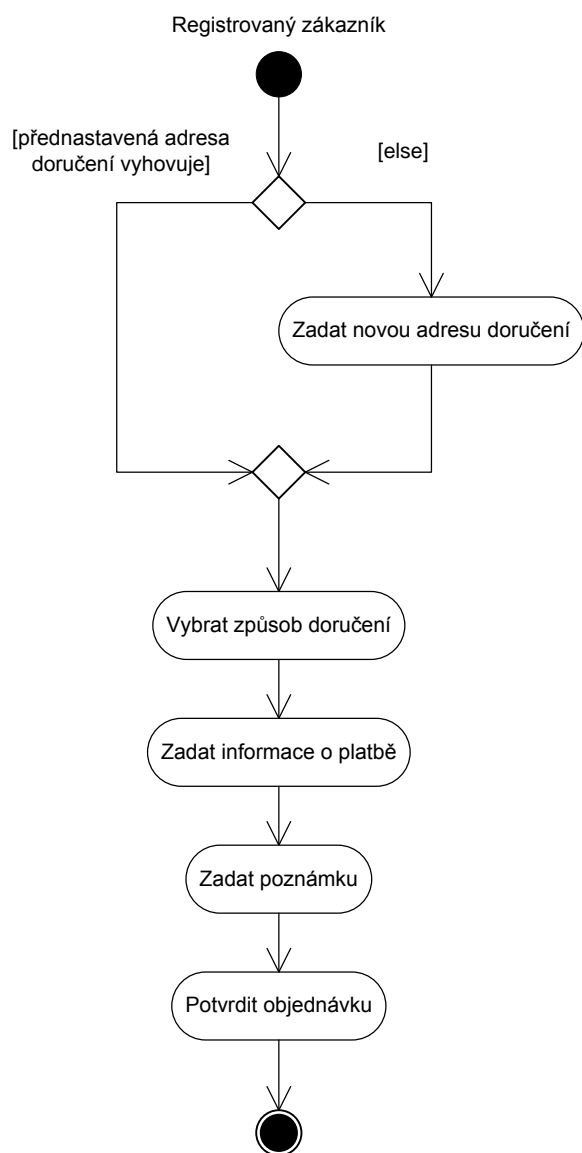 Registrovaný zákazník
[přednastavená adresa
doručení vyhovuje]
[else]
Zadat novou adresu doručení
Vybrat způsob doručení
Zadat informace o platbě
Zadat poznámku
Potvrdit objednávku